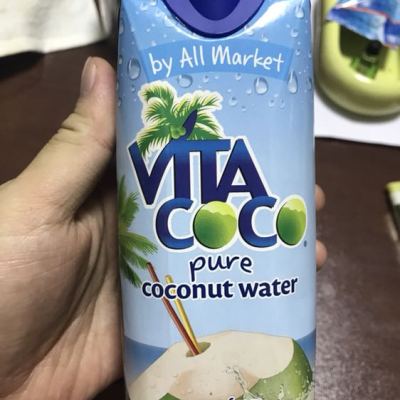 by All Market
VITA
COCO
pure
coconut water